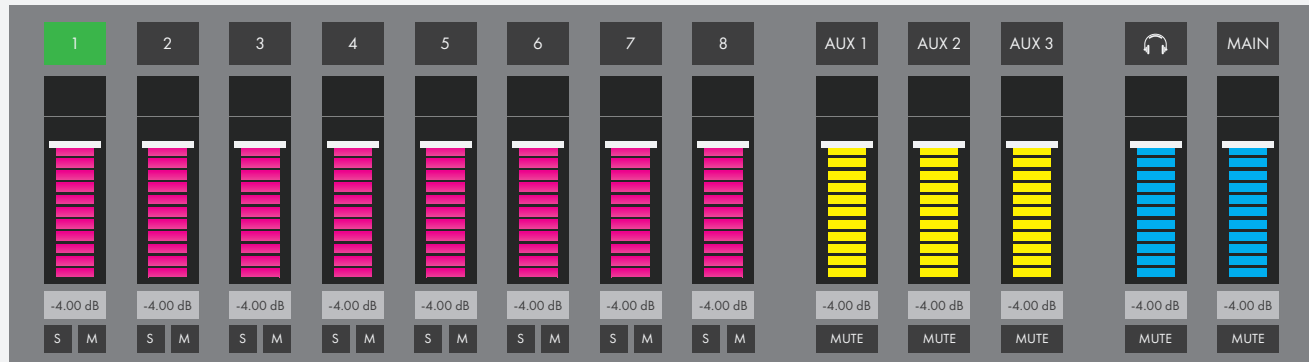 1 2 3 4 5 6 7 8 AUX 1 AUX 2 AUX 3 MAIN
-4.00 dB -4.00 dB -4.00 dB -4.00 dB -4.00 dB -4.00 dB -4.00 dB -4.00 dB -4.00 dB -4.00 dB -4.00 dB -4.00 dB -4.00 dB
S M S M S M S M S M S M S M S M MUTE MUTE MUTE MUTE MUTE